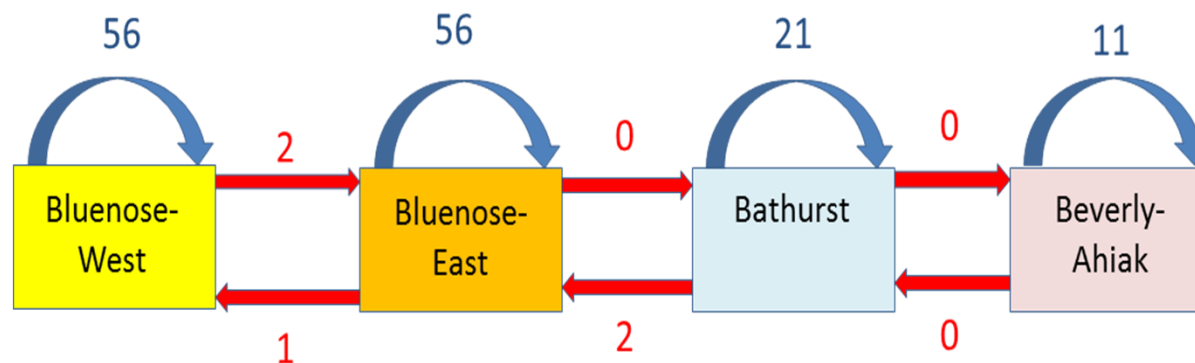 56
56
21
11
2
0
0
Bluenose-
West
Bluenose-
East
Bathurst
Beverly-
Ahiak
1
2
0